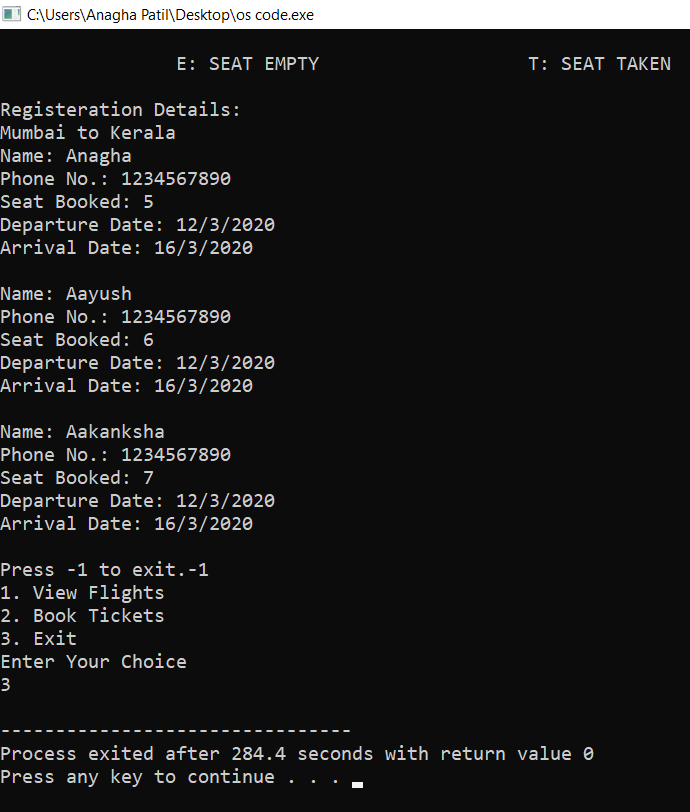 C:\Users\Anagha Patil\Desktop\os code.exe
E: SEAT EMPTY T: SEAT TAKEN
Registeration Details:
Mumbai to Kerala
Name: Anagha
Phone No.: 1234567890
Seat Booked: 5
Departure Date: 12/3/2020
Arrival Date: 16/3/2020
Name: Aayush
Phone No.: 1234567890
Seat Booked: 6
Departure Date: 12/3/2020
Arrival Date: 16/3/2020
Name: Aakanksha
Phone No.: 1234567890
Seat Booked: 7
Departure Date: 12/3/2020
Arrival Date: 16/3/2020
Press -1 to exit.-1
1. View Flights
2. Book Tickets
3. Exit
Enter Your Choice
3
--------------------------------
Process exited after 284.4 seconds with return value 0
Press any key to continue . . .